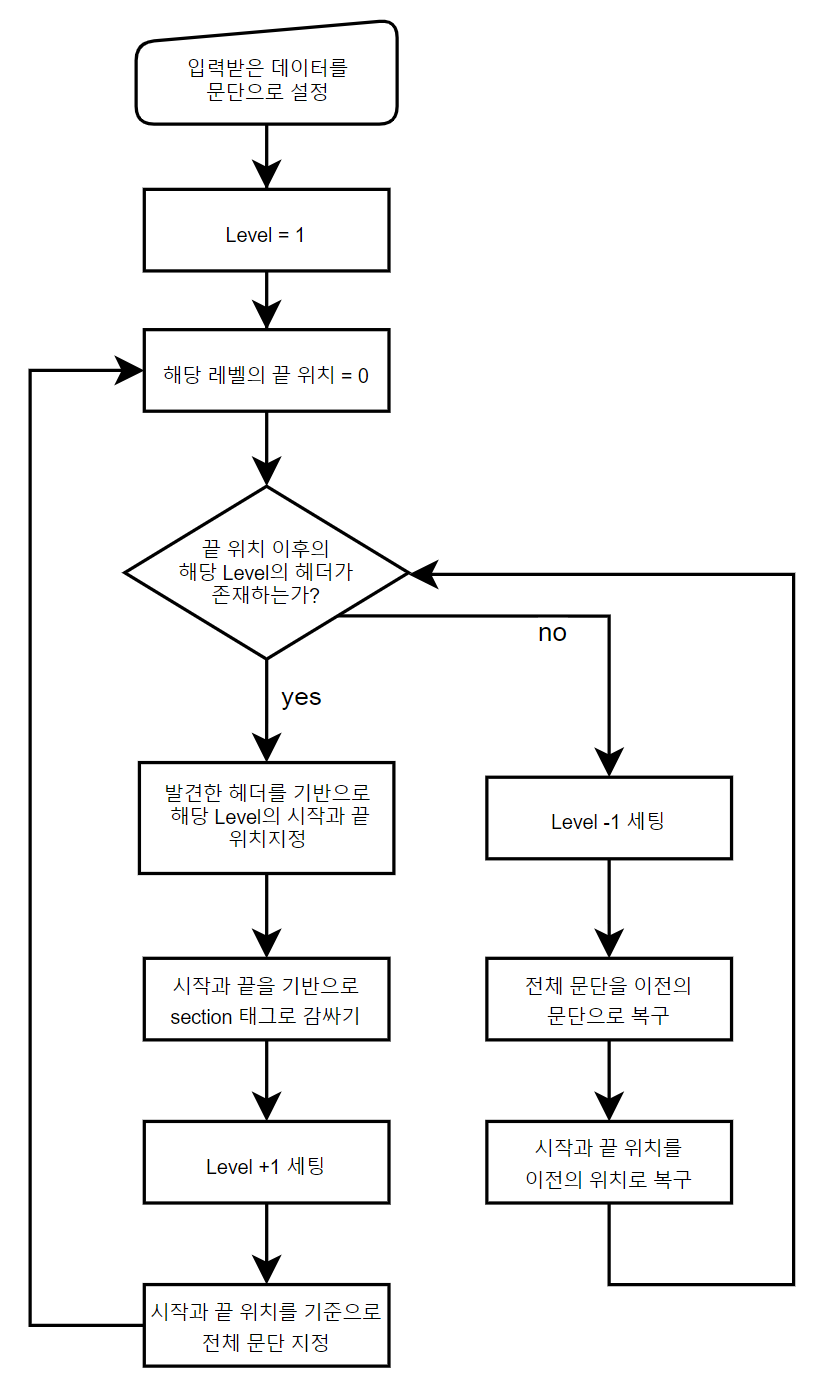 입력받은 데이터를
문단으로 설정
Level = 1
해당 레벨의 끝 위치 = 0
끝 위치 이후의
해당 Level의 헤더가
존재하는가?
no
yes
발견한 헤더를 기반으로
해당 Level의 시작과 끝
위치지정
Level -1 세팅
시작과 끝을 기반으로
section 태그로 감싸기
전체 문단을 이전의
문단으로 복구
Level +1 세팅
시작과 끝 위치를
이전의 위치로 복구
시작과 끝 위치를 기준으로
전체 문단 지정